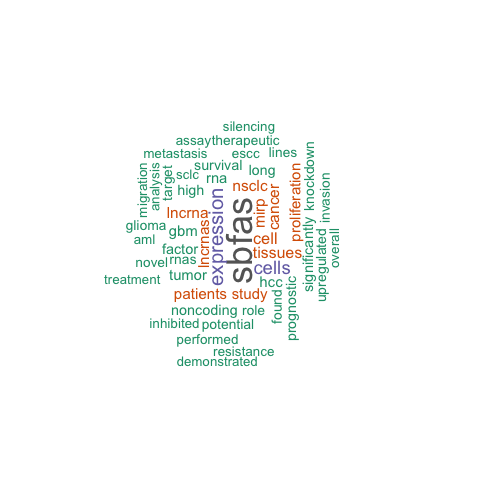 silencing
assay therapeutic
metastasis
escc
lines
survival
long
sclc
rna
nsclc
high
migration
analysis
target
lncrna
expression
sbfas
mirp
cancer
proliferation
knockdown
invasion
glioma
gbm
aml
factor
lncrnas
cell
tissues
significantly
upregulated
overall
novel
rnas
treatment
tumor
cells
hcc
patients
study
found
prognostic
noncoding
role
inhibited
potential
performed
resistance
demonstrated